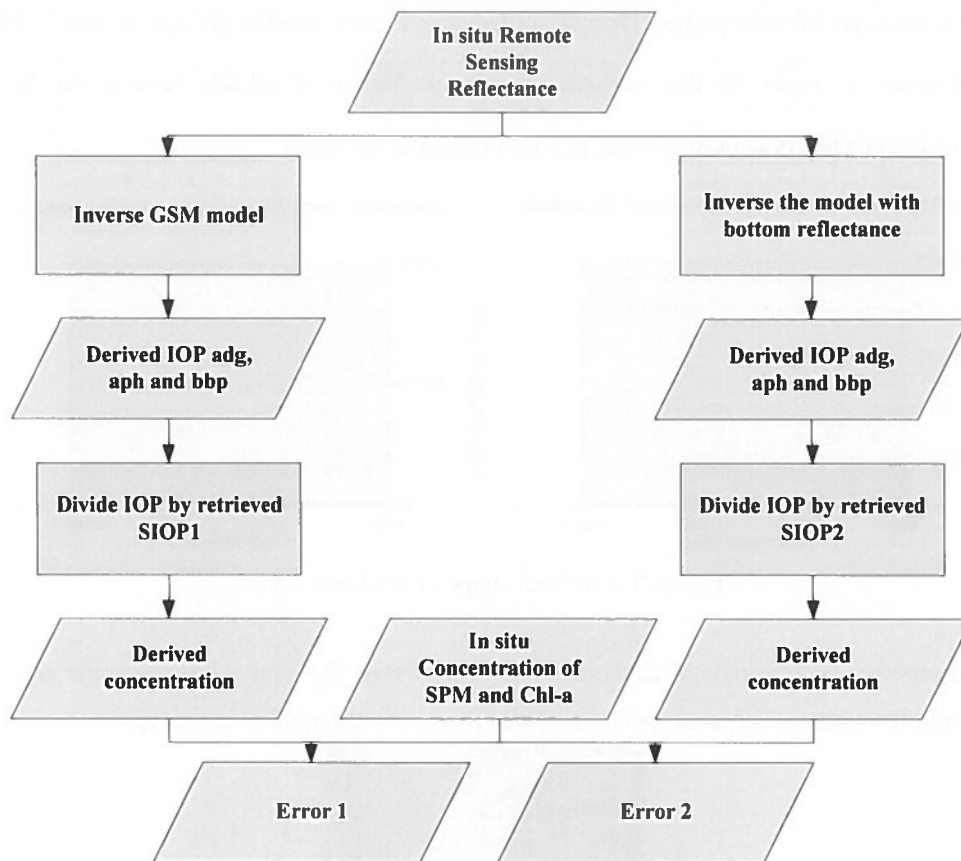 In situ Remote
Sensing
Reflectance
Inverse GSM model
Inverse the model with
bottom reflectance
Derived IOP adg,
aph and bbp
Derived IOP adg,
aph and bbp
Divide IOP by retrieved
SIOP1
Divide IOP by retrieved
SIOP2
Derived
concentration
In situ
Concentration of
SPM and Chl-a
Derived
concentration
Error 1
Error 2